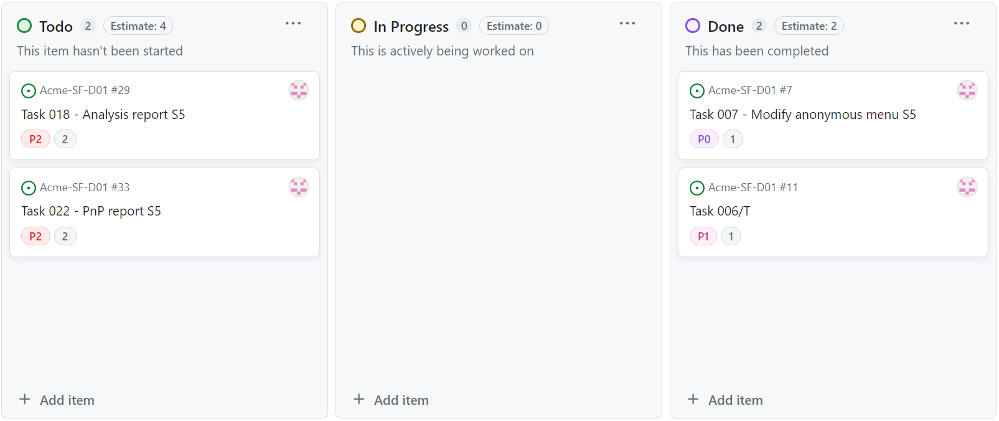 Todo 2 Estimate: 4
This item hasn't been started
Acme-SF-D01 #29
Task 018 - Analysis report S5
P2 2
Acme-SF-D01 #33
Task 022 - PnP report S5
P2 2
+ Add item
In Progress 0 Estimate: 0
This is actively being worked on
+ Add item
Done 2 Estimate: 2
This has been completed
Acme-SF-D01 #7
Task 007 - Modify anonymous menu S5
P0 1
Acme-SF-D01 #11
Task 006/T
P1 1
+ Add item